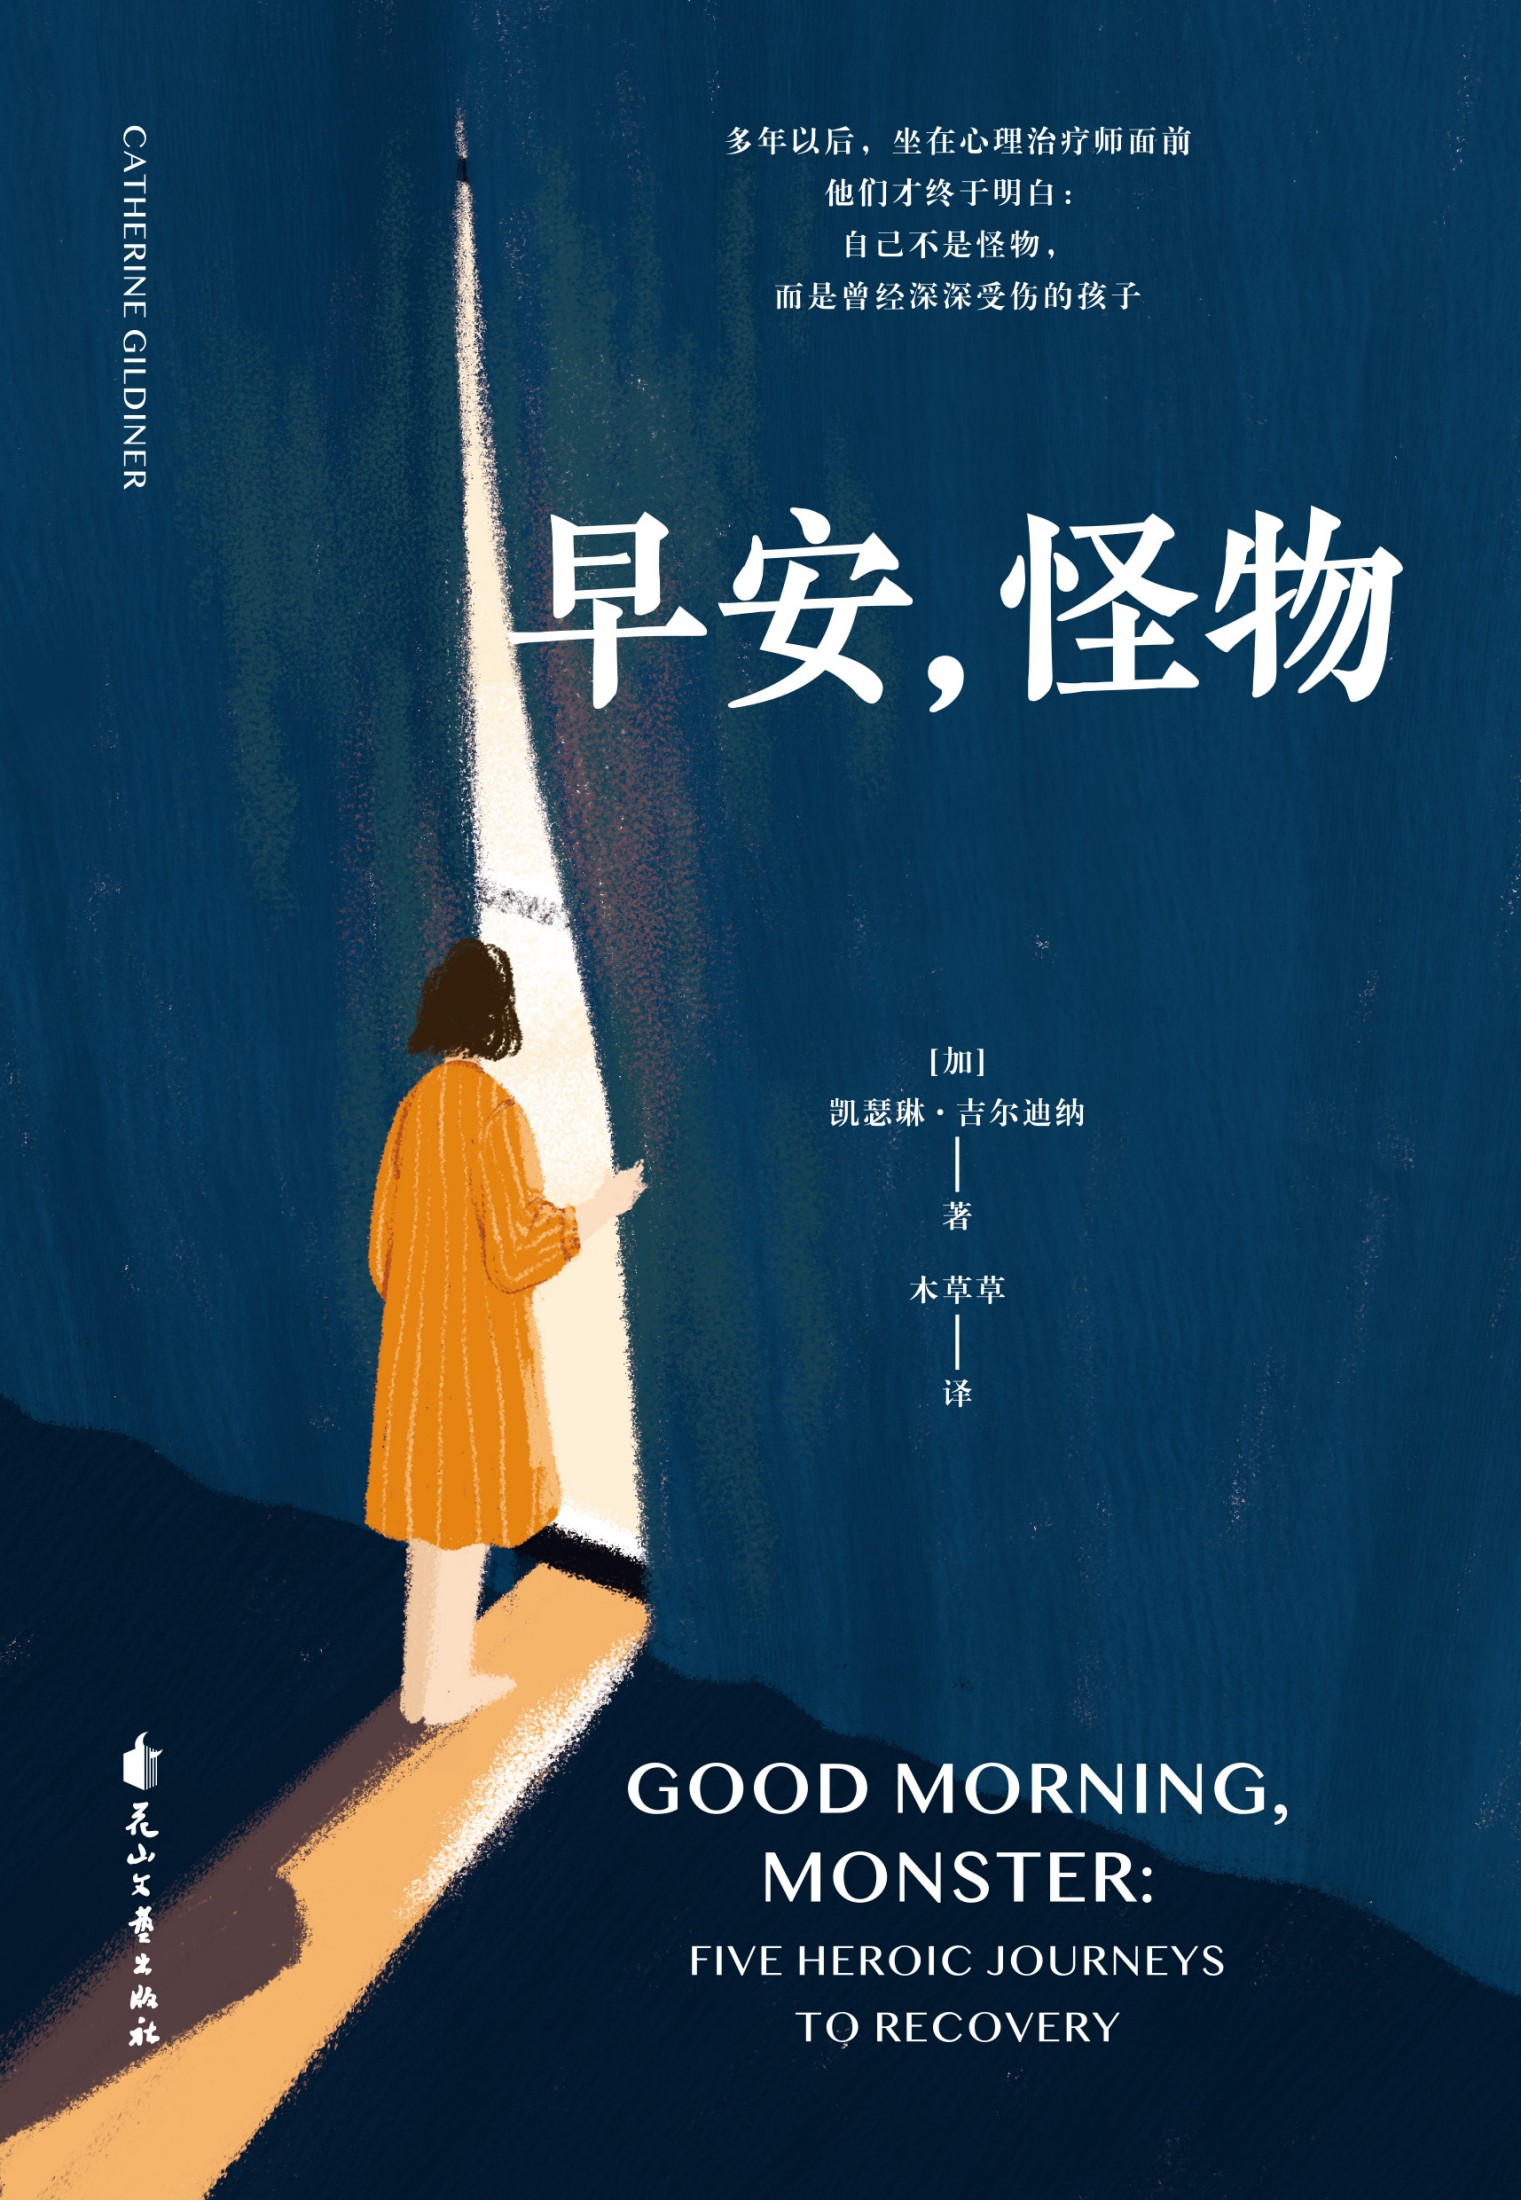 CATHERINE GILDINER
多年以后，坐在心理治疗师面前
他们才终于明白：
自己不是怪物，
而是曾经深深受伤的孩子
早安，怪物
[加]
凯瑟琳·吉尔迪纳
著
木草草
译
GOOD MORNING,
MONSTER:
FIVE HEROIC JOURNEYS
TO RECOVERY
花山文艺出版社